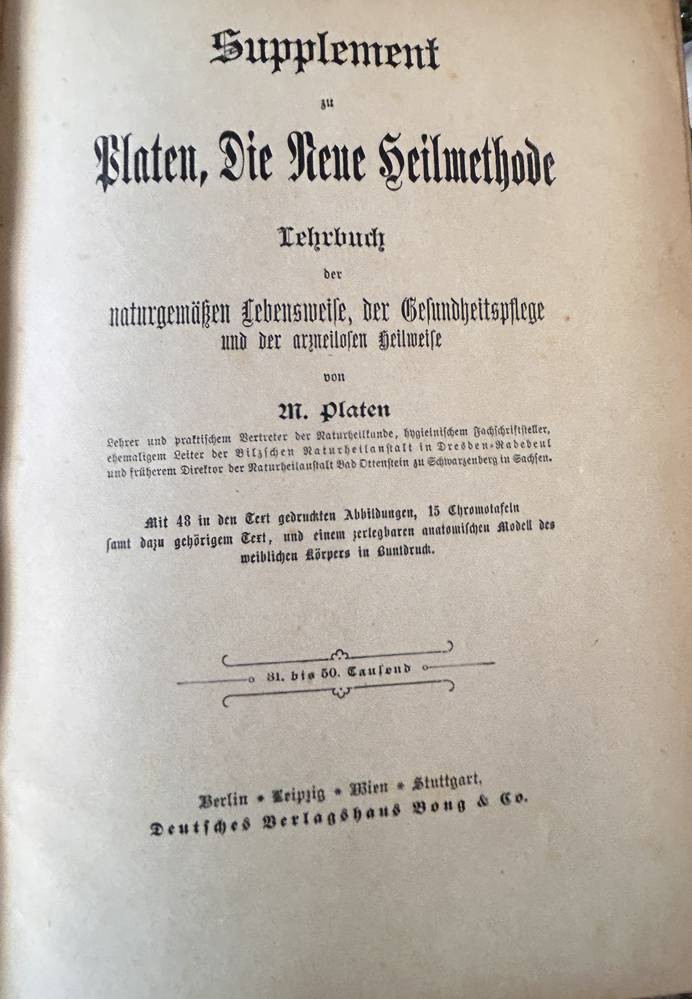 Supplement
zu
Platen, Die Neue Heilmethode
Lehrbuch
der
naturgemäßen Lebensweise, der Gesundheitspflege
und der arzneilosen Heilweise
von
M. Platen
Lehrer und praktischem Vertreter der Naturheilkunde, hygieinischem Fachschriftsteller,
ehemaligem Leiter der Bilzschen Naturheilanstalt in Dresden-Radebeul
und früherem Direktor der Naturheilanstalt Bad Ottenstein zu Schwarzenberg in Sachsen.
Mit 48 in den Text gedruckten Abbildungen, 15 Chromotafeln
samt dazu gehörigem Text, und einem zerlegbaren anatomischen Modell des
weiblichen Körpers in Buntdruck.
31. bis 50. Tausend
Berlin * Leipzig * Wien * Stuttgart.
Deutsches Verlagshaus Bong & Co.